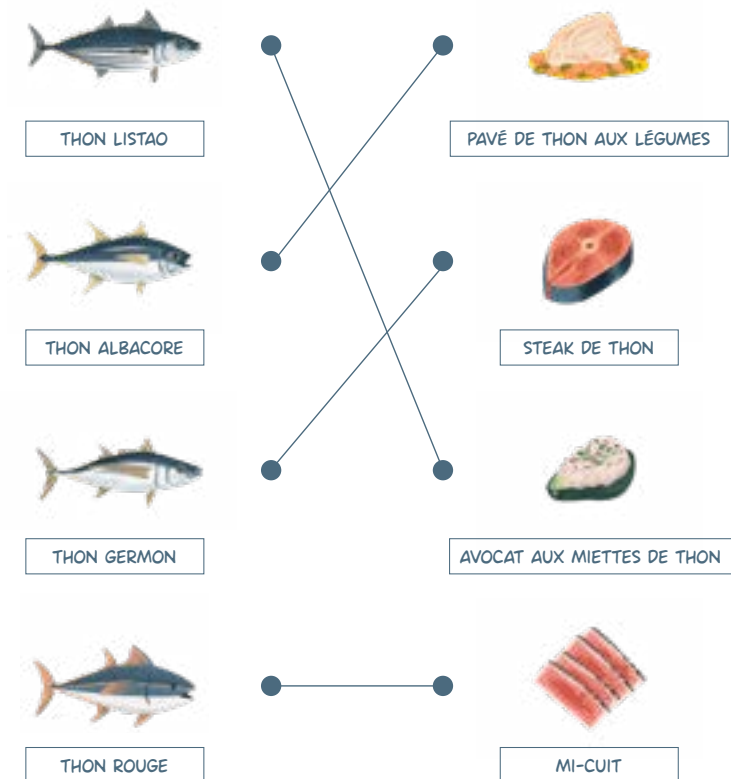 THON LISTAO
PAVÉ DE THON AUX LÉGUMES
THON ALBACORE
STEAK DE THON
THON GERMON
AVOCAT AUX MIETTES DE THON
THON ROUGE
MI-CUIT